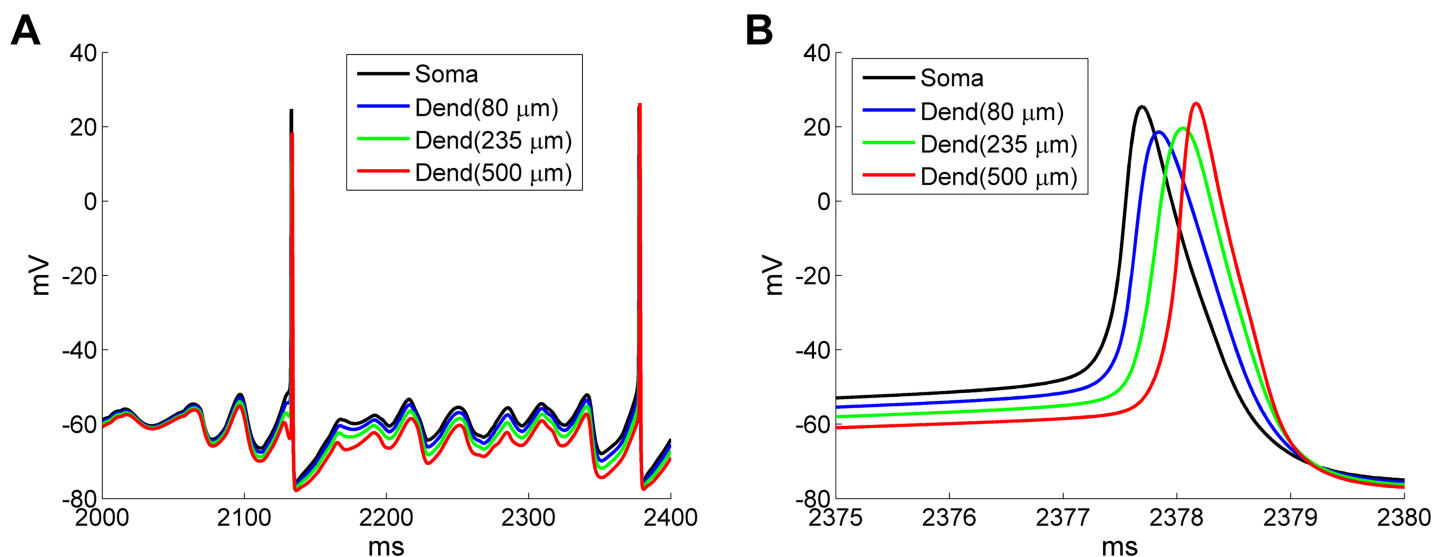 A
mV
40
20
0
-20
-40
-60
-80
Soma
Dend(80 μm)
Dend(235 μm)
Dend(500 μm)
2000
2100
2200
2300
2400
ms
B
mV
40
20
0
-20
-40
-60
-80
Soma
Dend(80 μm)
Dend(235 μm)
Dend(500 μm)
2375
2376
2377
2378
2379
2380
ms